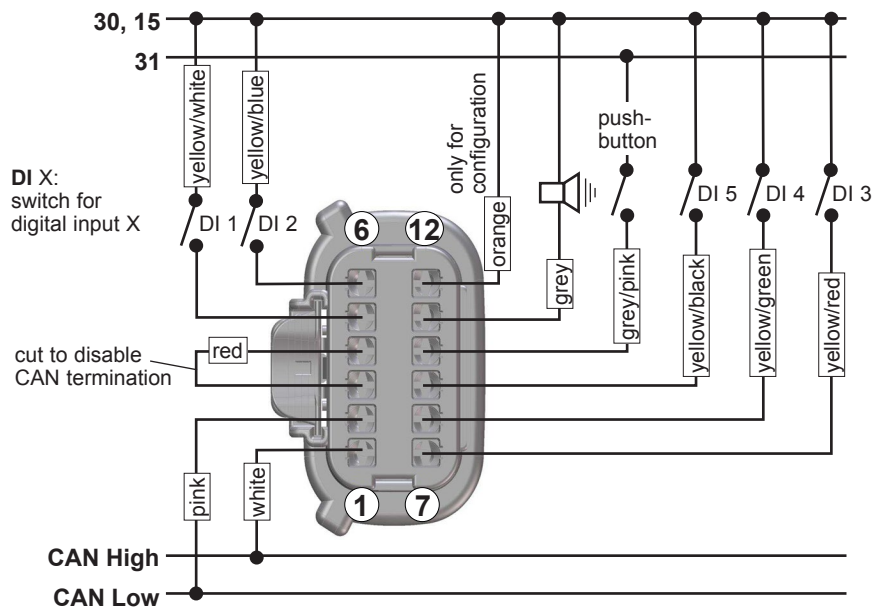 30, 15
31
yellow/white
yellow/blue
only for
configuration
push-
button
DI X:
switch for
digital input X
DI 1
DI 2
6
12
orange
grey
grey/pink
DI 5
DI 4
DI 3
yellow/black
yellow/green
yellow/red
cut to disable
CAN termination
red
pink
white
1
7
CAN High
CAN Low